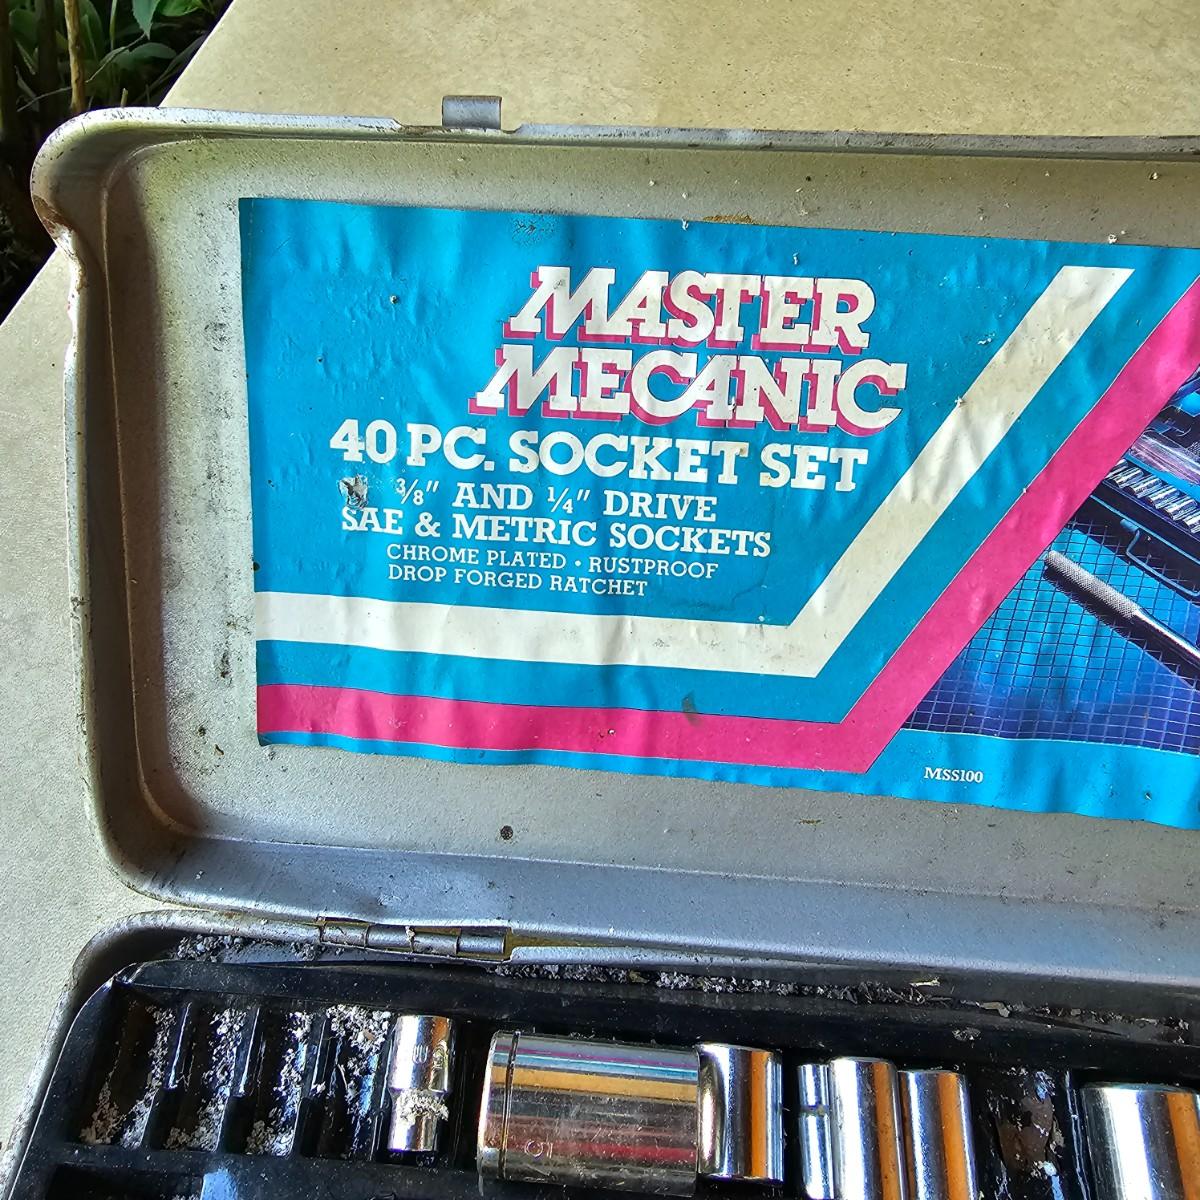 MASTER
MECANIC
40 PC. SOCKET SET
3/8" AND 1/4" DRIVE
SAE & METRIC SOCKETS
CHROME PLATED • RUSTPROOF
DROP FORGED RATCHET
MSS100